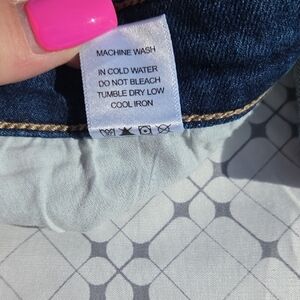 MACHINE WASH
IN COLD WATER
DO NOT BLEACH
TUMBLE DRY LOW
COOL IRON